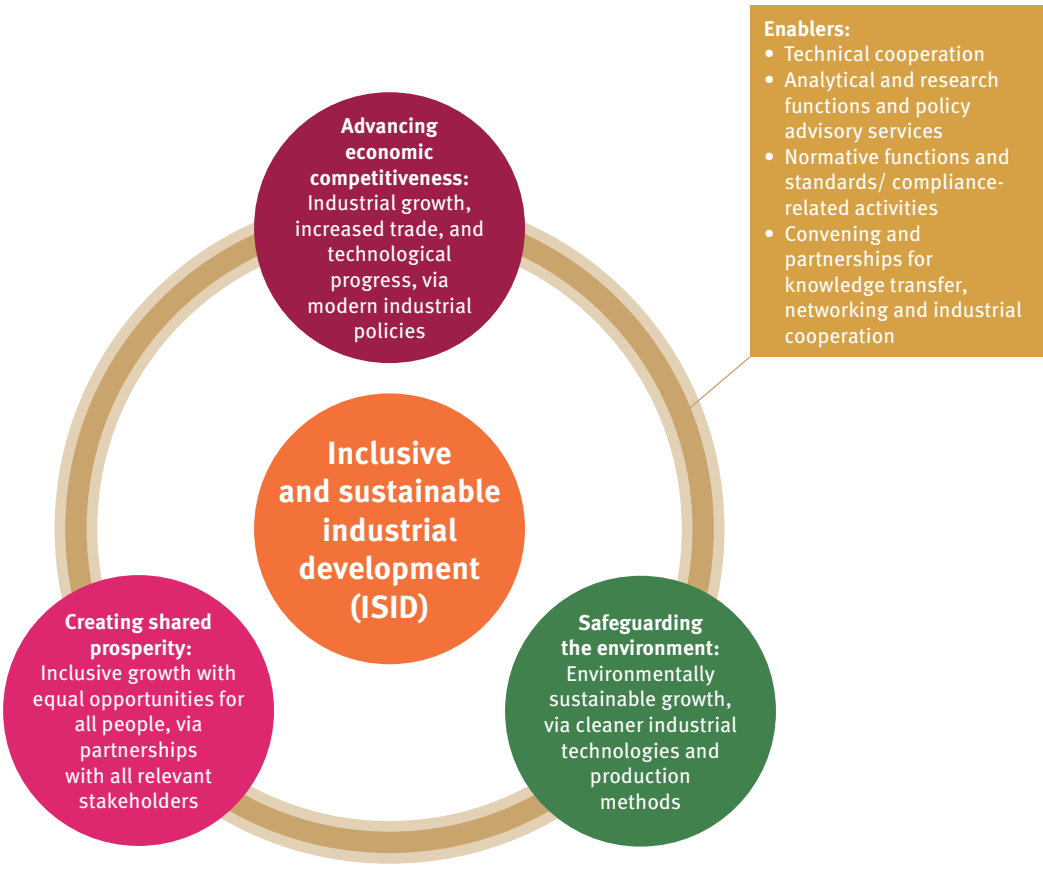 Enablers:
• Technical cooperation
• Analytical and research
functions and policy
advisory services
• Normative functions and
standards/ compliance-
related activities
• Convening and
partnerships for
knowledge transfer,
networking and industrial
cooperation
Advancing
economic
competitiveness:
Industrial growth,
increased trade, and
technological
progress, via
modern industrial
policies
Inclusive
and sustainable
industrial
development
(ISID)
Creating shared
prosperity:
Inclusive growth with
equal opportunities for
all people, via
partnerships
with all relevant
stakeholders
Safeguarding
the environment:
Environmentally
sustainable growth,
via cleaner industrial
technologies and
production
methods